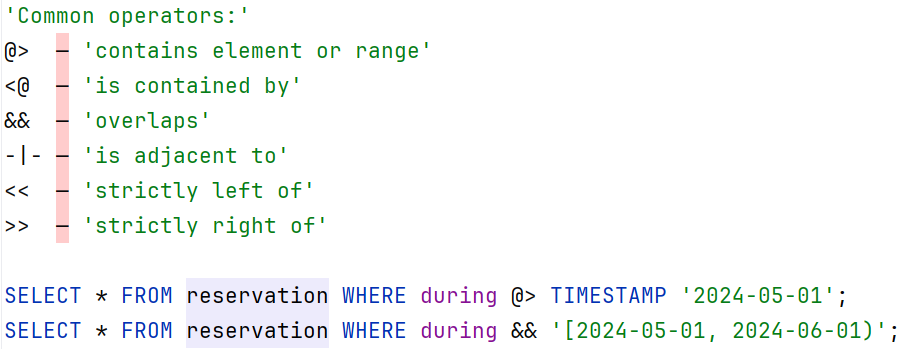 'Common operators:'
@>  – 'contains element or range'
<@  – 'is contained by'
&&  – 'overlaps'
-|- – 'is adjacent to'
<<  – 'strictly left of'
>>  – 'strictly right of'
SELECT * FROM reservation WHERE during @> TIMESTAMP '2024-05-01';
SELECT * FROM reservation WHERE during && '[2024-05-01, 2024-06-01)';